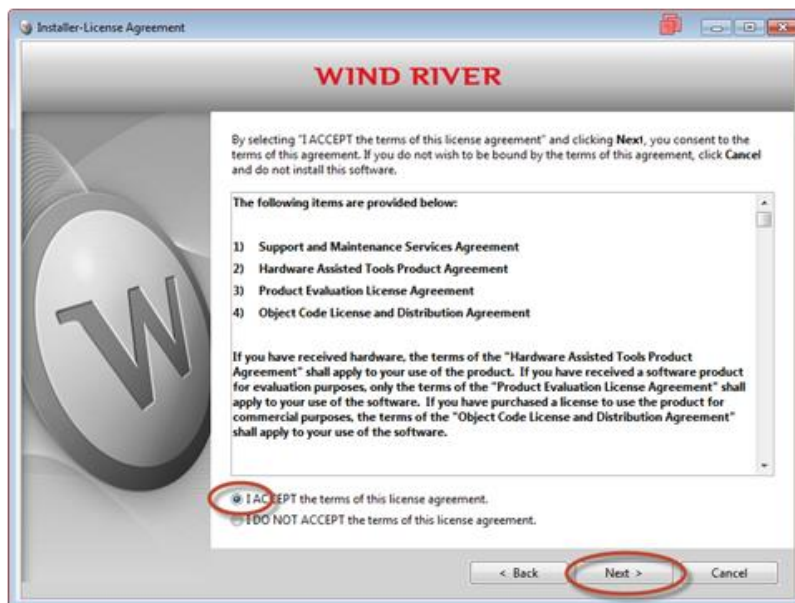 Installer-License Agreement
WIND RIVER
By selecting "I ACCEPT the terms of this license agreement" and clicking Next, you consent to the
terms of this agreement. If you do not wish to be bound by the terms of this agreement, click Cancel
and do not install this software.
The following items are provided below:
1) Support and Maintenance Services Agreement
2) Hardware Assisted Tools Product Agreement
3) Product Evaluation License Agreement
4) Object Code License and Distribution Agreement
If you have received hardware, the terms of the "Hardware Assisted Tools Product
Agreement" shall apply to your use of the product. If you have received a software product
for evaluation purposes, only the terms of the "Product Evaluation License Agreement" shall
apply to your use of the software. If you have purchased a license to use the product for
commercial purposes, the terms of the "Object Code License and Distribution Agreement"
shall apply to your use of the software.
W
I ACCEPT the terms of this license agreement.
I DO NOT ACCEPT the terms of this license agreement.
< Back Next > Cancel